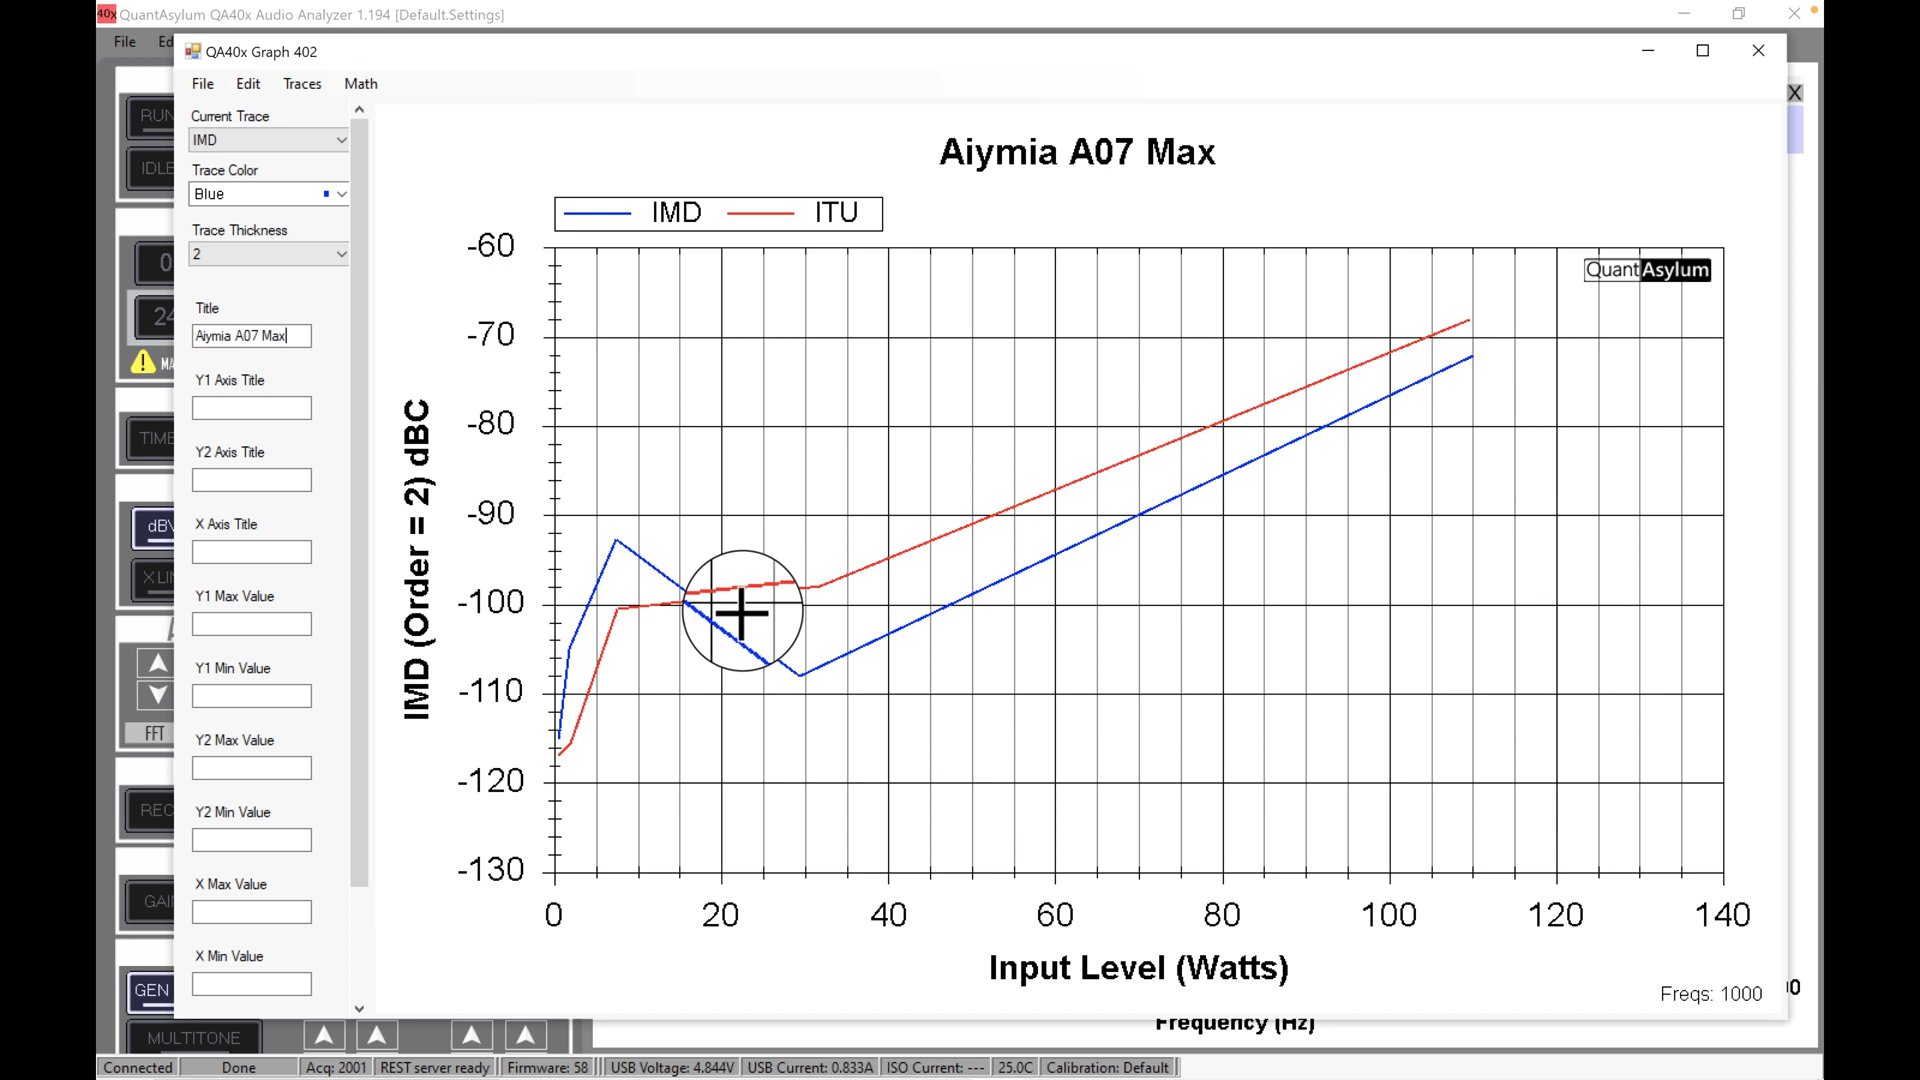 40x QuantAsylum QA40x Audio Analyzer 1.194 [Default.Settings]
File
QA40x Graph 402
File Edit Traces Math
Current Trace
IMD
Trace Color
Blue
Trace Thickness
2
Title
Aiymia A07 Max
Y1 Axis Title
Y2 Axis Title
X Axis Title
Y1 Max Value
Y1 Min Value
Y2 Max Value
Y2 Min Value
X Max Value
X Min Value
Aiymia A07 Max
IMD ITU
QuantAsylum
-60
-70
-80
-90
-100
-110
-120
-130
IMD (Order = 2) dBC
0 20 40 60 80 100 120 140
Input Level (Watts)
Freqs: 1000
X
IDLE
FFT
GEN
MULTITONE
Frequency (Hz)
Connected Done Acq: 2001 REST server ready Firmware: 58 USB Voltage: 4.844V USB Current: 0.833A ISO Current: --- 25.0C Calibration: Default